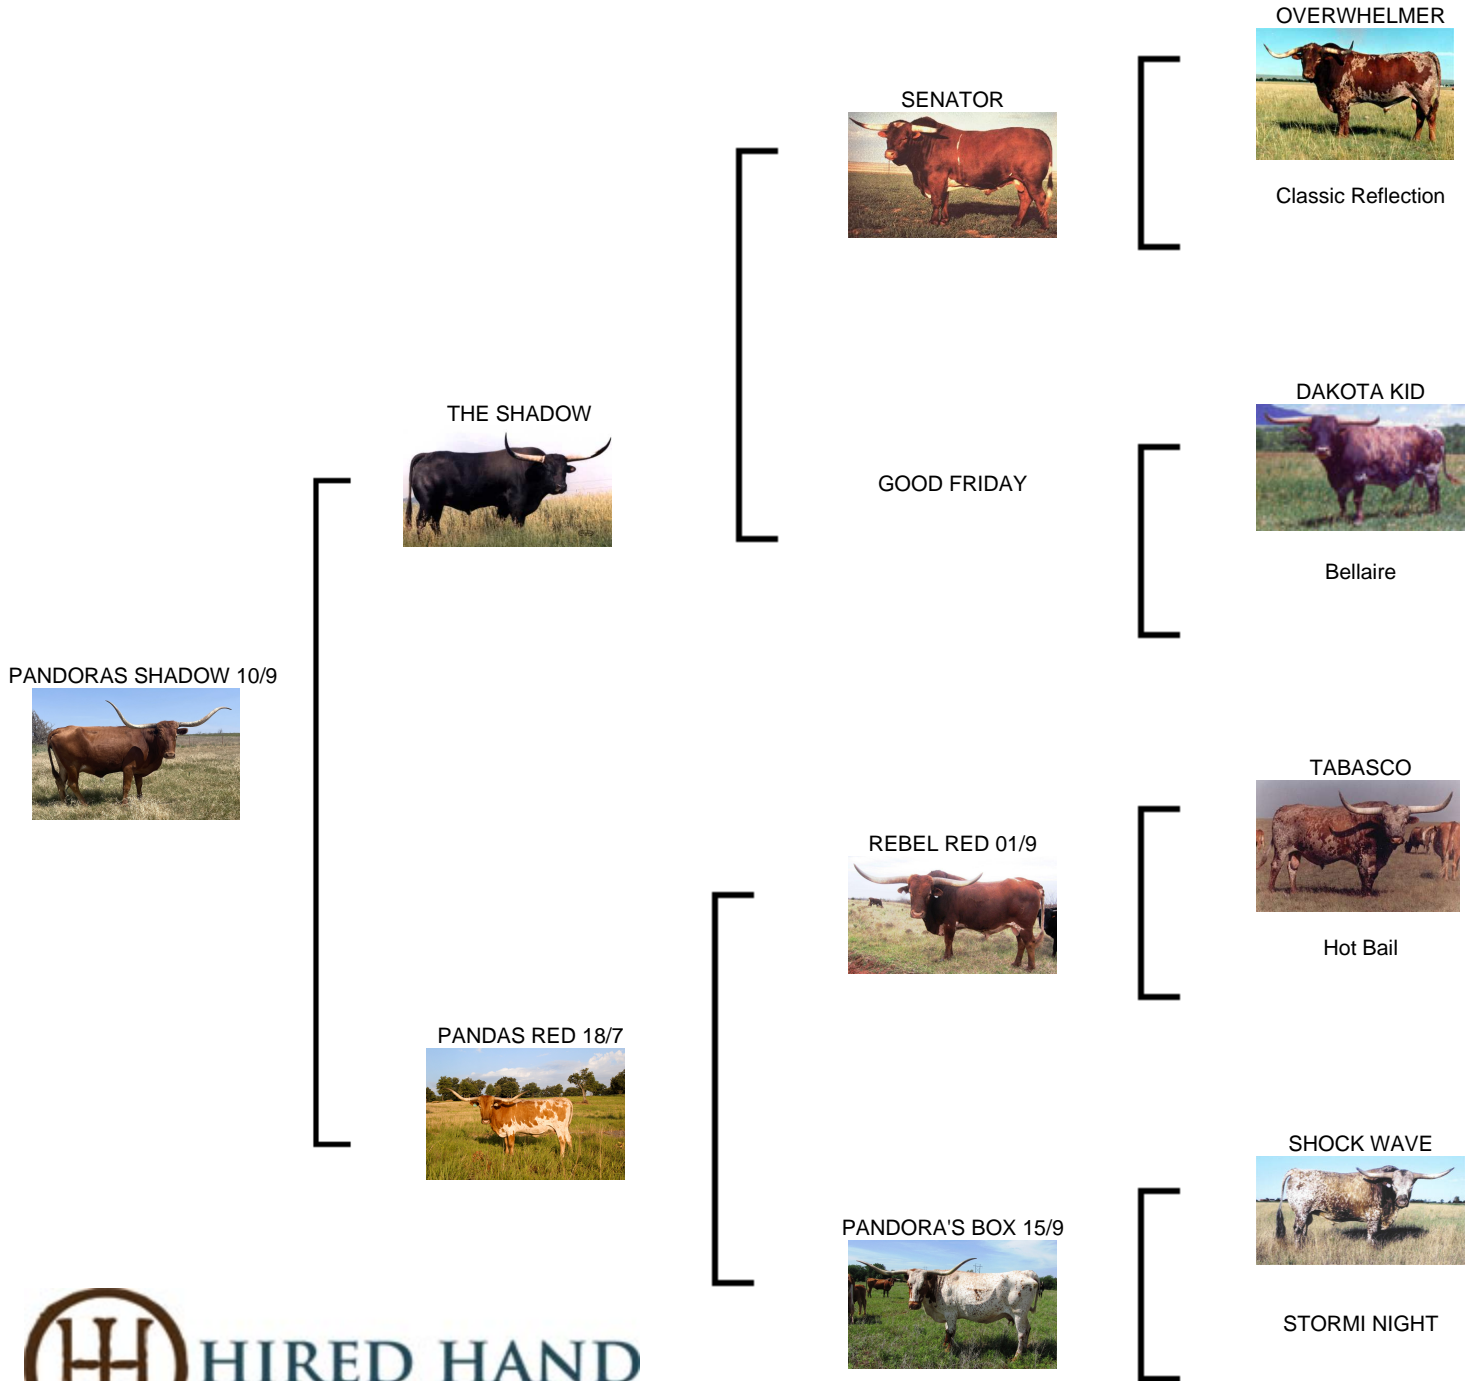 OVERWHELMER
SENATOR
Classic Reflection
DAKOTA KID
THE SHADOW
GOOD FRIDAY
Bellaire
PANDORAS SHADOW 10/9
TABASCO
REBEL RED 01/9
Hot Bail
PANDAS RED 18/7
SHOCK WAVE
PANDORA'S BOX 15/9
STORMI NIGHT
HIRED HAND